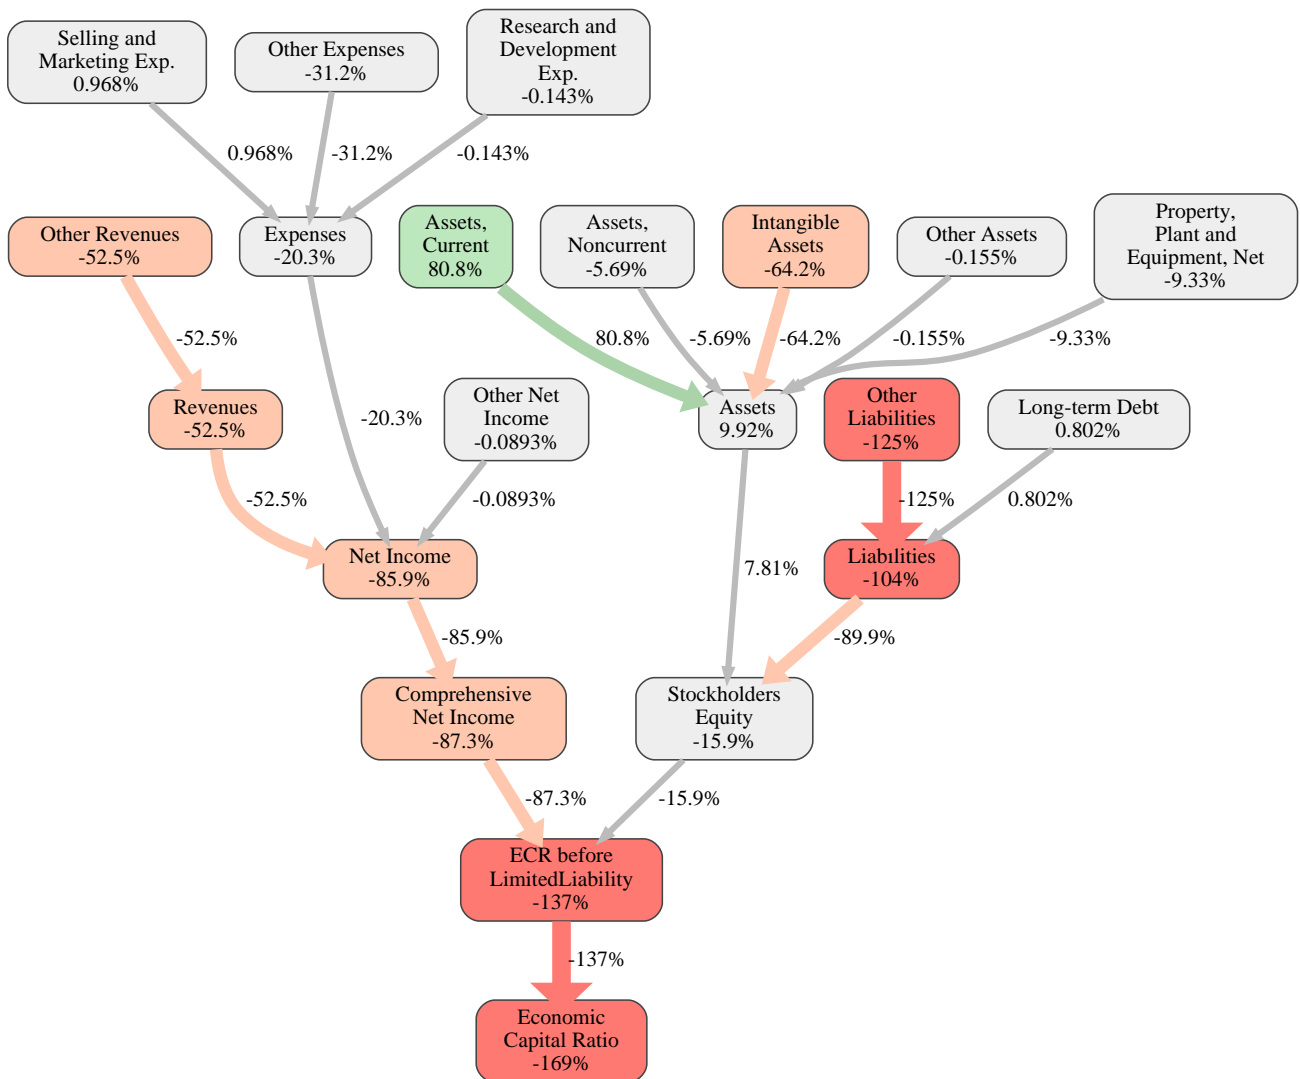 Selling and
Marketing Exp.
0.968%
Other Expenses
-31.2%
Research and
Development
Exp.
-0.143%
0.968%
-31.2%
-0.143%
Other Revenues
-52.5%
Expenses
-20.3%
Assets,
Current
80.8%
Assets,
Noncurrent
-5.69%
Intangible
Assets
-64.2%
Other Assets
-0.155%
Property,
Plant and
Equipment, Net
-9.33%
-52.5%
80.8%
-5.69%
-64.2%
-0.155%
-9.33%
Revenues
-52.5%
-20.3%
Other Net
Income
-0.0893%
Assets
9.92%
Other
Liabilities
-125%
Long-term Debt
0.802%
-52.5%
-0.0893%
-125%
0.802%
Net Income
-85.9%
7.81%
Liabilities
-104%
-85.9%
-89.9%
Comprehensive
Net Income
-87.3%
Stockholders
Equity
-15.9%
-87.3%
-15.9%
ECR before
LimitedLiability
-137%
-137%
Economic
Capital Ratio
-169%